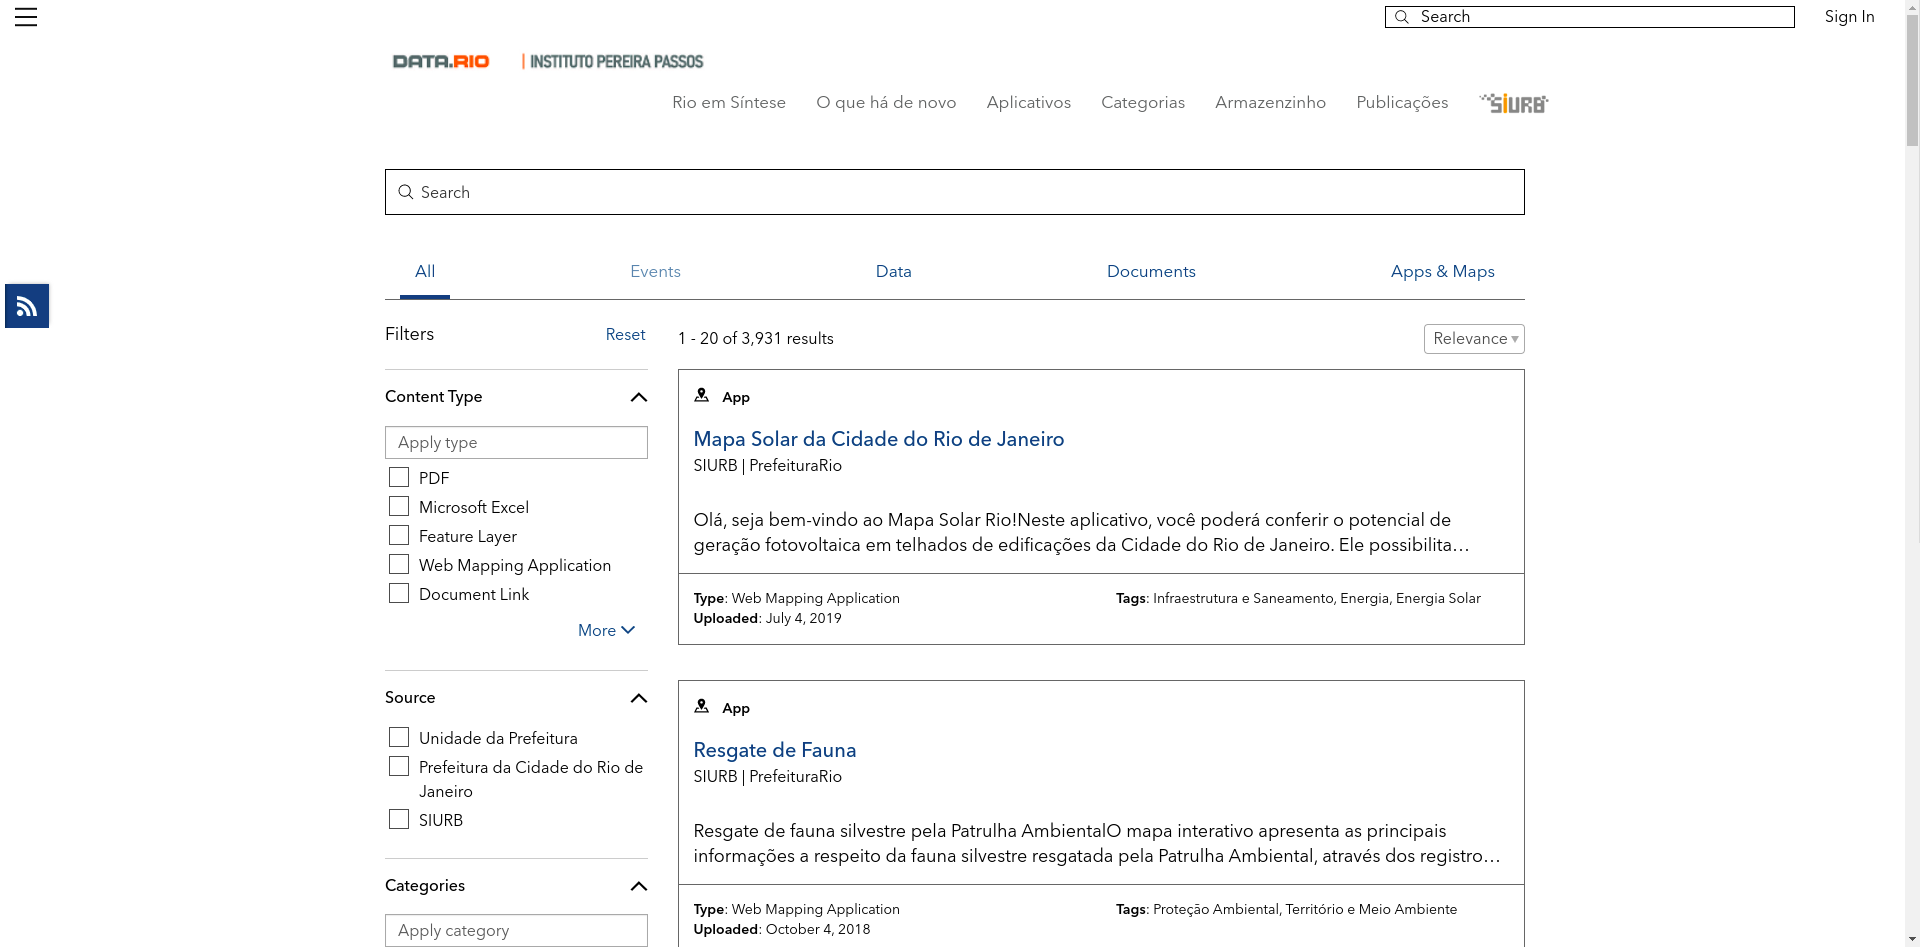 Search
Sign In
DATA.RIO | INSTITUTO PEREIRA PASSOS
Rio em Síntese
O que há de novo
Aplicativos
Categorias
Armazenzinho
Publicações
SIURB
Search
All
Events
Data
Documents
Apps & Maps
Filters
Reset
Content Type
Apply type
PDF
Microsoft Excel
Feature Layer
Web Mapping Application
Document Link
More
Source
Unidade da Prefeitura
Prefeitura da Cidade do Rio de
Janeiro
SIURB
Categories
Apply category
1 - 20 of 3,931 results
Relevance
App
Mapa Solar da Cidade do Rio de Janeiro
SIURB | PrefeituraRio
Olá, seja bem-vindo ao Mapa Solar Rio!Neste aplicativo, você poderá conferir o potencial de
geração fotovoltaica em telhados de edificações da Cidade do Rio de Janeiro. Ele possibilita…
Type: Web Mapping Application
Uploaded: July 4, 2019
Tags: Infraestrutura e Saneamento, Energia, Energia Solar
App
Resgate de Fauna
SIURB | PrefeituraRio
Resgate de fauna silvestre pela Patrulha AmbientalO mapa interativo apresenta as principais
informações a respeito da fauna silvestre resgatada pela Patrulha Ambiental, através dos registro…
Type: Web Mapping Application
Uploaded: October 4, 2018
Tags: Proteção Ambiental, Território e Meio Ambiente